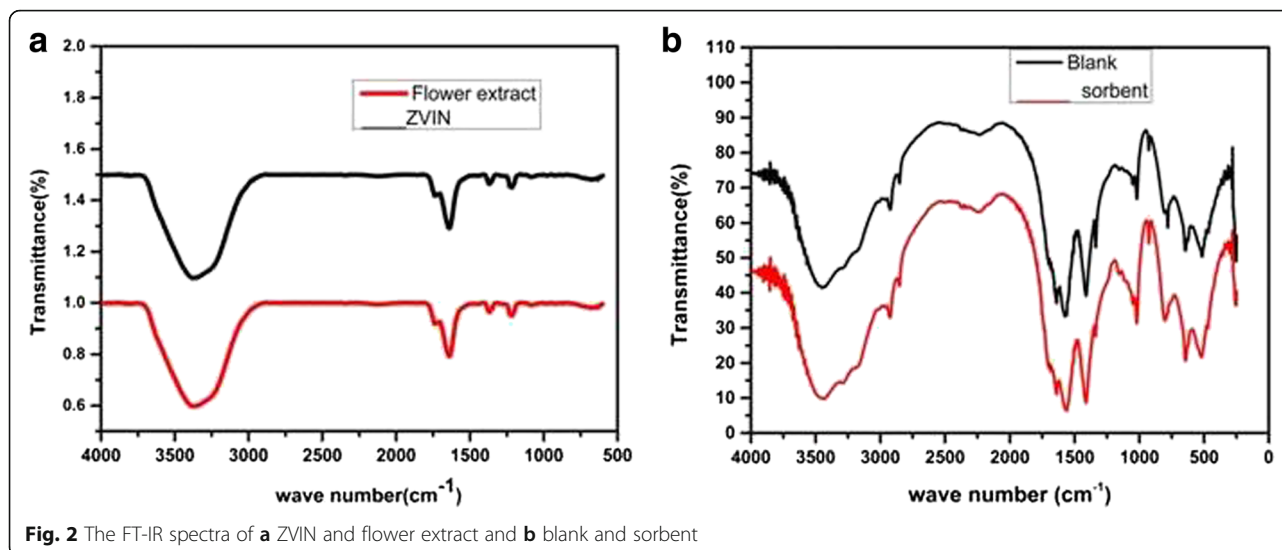 a
2.0
1.8
1.6
1.4
1.2
1.0
0.8
0.6
Transmittance(%)
Flower extract
ZVIN
4000 3500 3000 2500 2000 1500 1000 500
wave number(cm-1)
b
110
100
90
80
70
60
50
40
30
20
10
0
Transmittance(%)
Blank
sorbent
4000 3500 3000 2500 2000 1500 1000 500 0
wave number (cm-1)
Fig. 2 The FT-IR spectra of a ZVIN and flower extract and b blank and sorbent